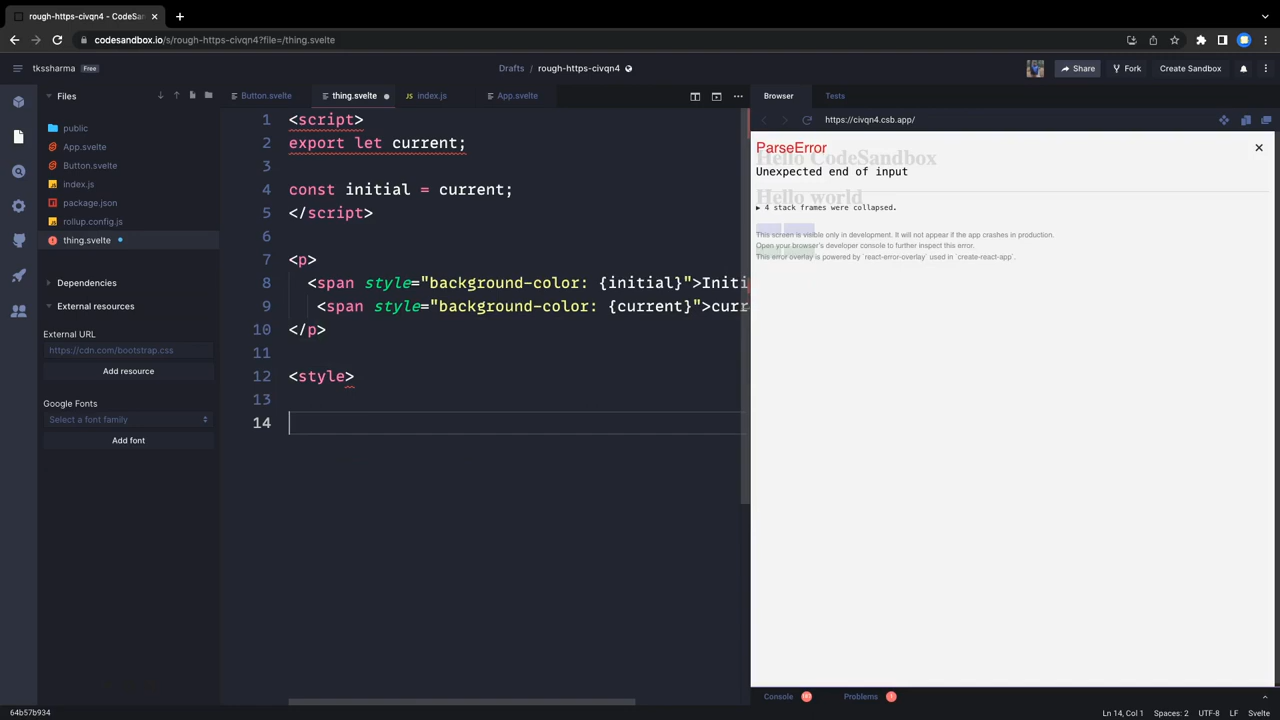 rough-https-civqn4 - CodeSan
codesandbox.io/s/rough-https-civqn4?file=/thing.svelte
tkssharma Free
Drafts / rough-https-civqn4
Share
Fork
Create Sandbox
Files
Button.svelte
thing.svelte
index.js
App.svelte
Browser
Tests
https://civqn4.csb.app/
public
App.svelte
Button.svelte
index.js
package.json
rollup.config.js
thing.svelte
Dependencies
External resources
External URL
https://cdn.com/bootstrap.css
Add resource
Google Fonts
Select a font family
Add font
1 <script>
2 export let current;
3
4 const initial = current;
5 </script>
6
7 <p>
8 <span style="background-color: {initial}">Initi
9 <span style="background-color: {current}">curr
10 </p>
11
12 <style>
13
14
ParseError
Hello CodeSandbox
Unexpected end of input
Hello world
▶ 4 stack frames were collapsed.
This screen is visible only in development. It will not appear if the app crashes in production.
Open your browser's developer console to further inspect this error.
This error overlay is powered by `react-error-overlay` used in `create-react-app`.
Console
Problems 1
64b57b934
Ln 14, Col 1 Spaces: 2 UTF-8 LF Svelte